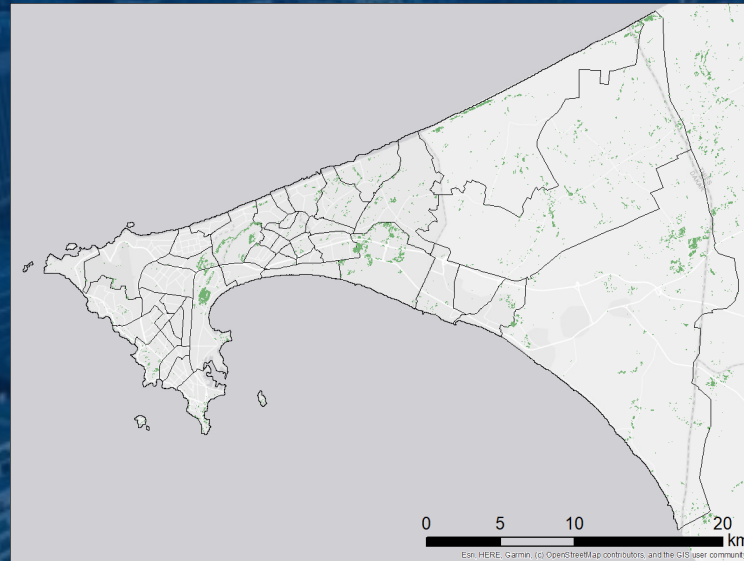 0 5 10 20
km
Esri, HERE, Garmin, (c) OpenStreetMap contributors, and the GIS user community